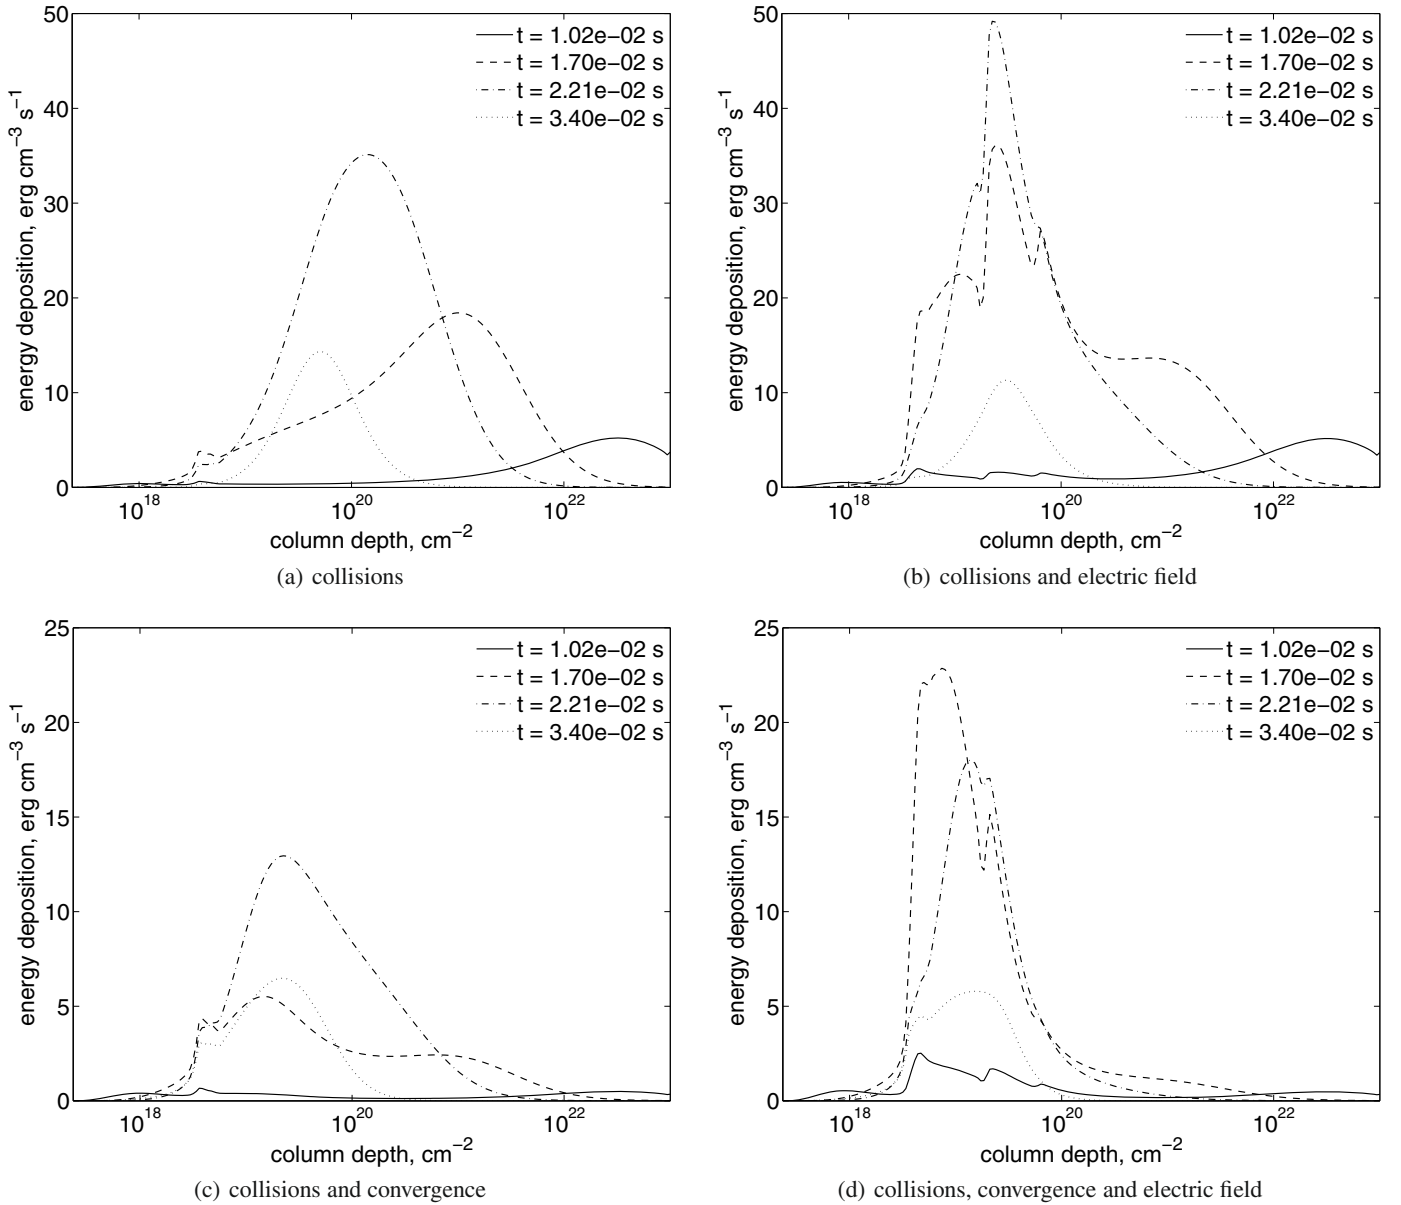 50
40
30
20
10
0
10^18
10^20
10^22
energy deposition, erg cm^−3 s^−1
column depth, cm^−2
t = 1.02e−02 s
t = 1.70e−02 s
t = 2.21e−02 s
t = 3.40e−02 s
(a) collisions
50
40
30
20
10
0
10^18
10^20
10^22
energy deposition, erg cm^−3 s^−1
column depth, cm^−2
t = 1.02e−02 s
t = 1.70e−02 s
t = 2.21e−02 s
t = 3.40e−02 s
(b) collisions and electric field
25
20
15
10
5
0
10^18
10^20
10^22
energy deposition, erg cm^−3 s^−1
column depth, cm^−2
t = 1.02e−02 s
t = 1.70e−02 s
t = 2.21e−02 s
t = 3.40e−02 s
(c) collisions and convergence
25
20
15
10
5
0
10^18
10^20
10^22
energy deposition, erg cm^−3 s^−1
column depth, cm^−2
t = 1.02e−02 s
t = 1.70e−02 s
t = 2.21e−02 s
t = 3.40e−02 s
(d) collisions, convergence and electric field